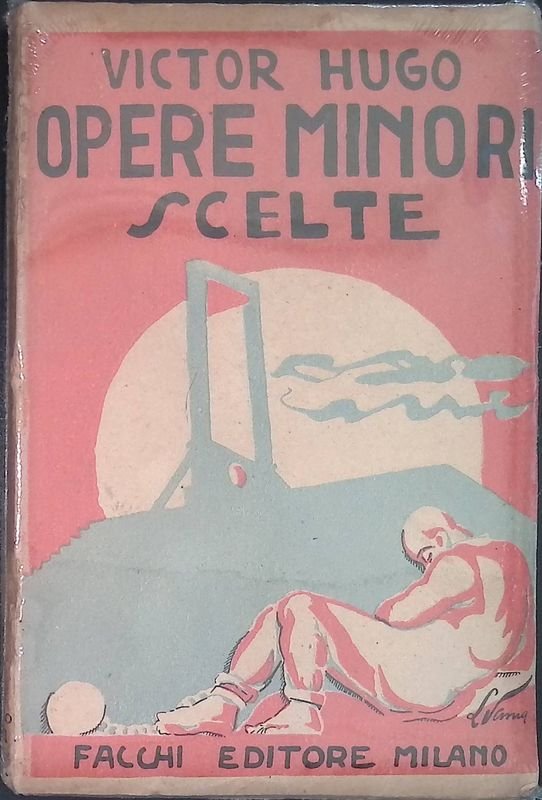 VICTOR HUGO
OPERE MINORI
SCELTE
FACCHI EDITORE MILANO